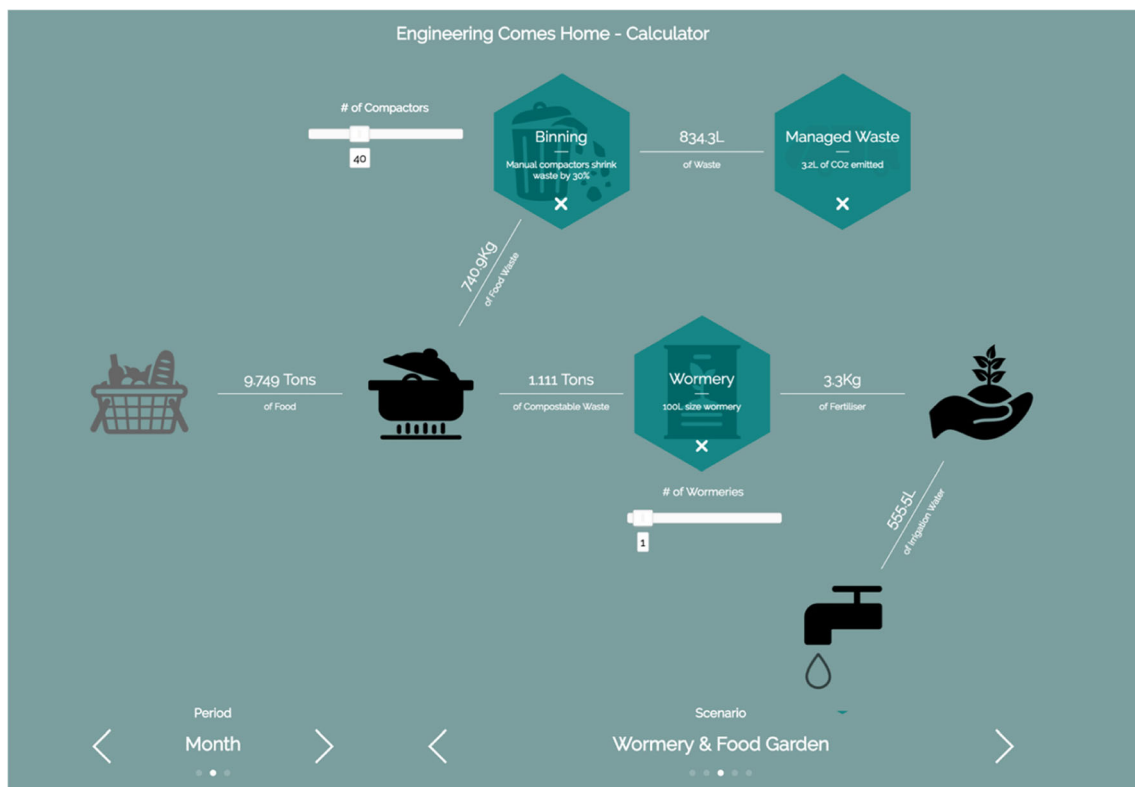 Engineering Comes Home - Calculator
# of Compactors
40
Binning
Manual compactors shrink
waste by 30%
834.3L
of Waste
Managed Waste
3.2L of CO2 emitted
740.9Kg
of Food Waste
9.749 Tons
of Food
1.111 Tons
of Compostable Waste
Wormery
100L size wormery
3.3Kg
of Fertiliser
# of Wormeries
1
555.5L
of Irrigation Water
Period
Month
Scenario
Wormery & Food Garden